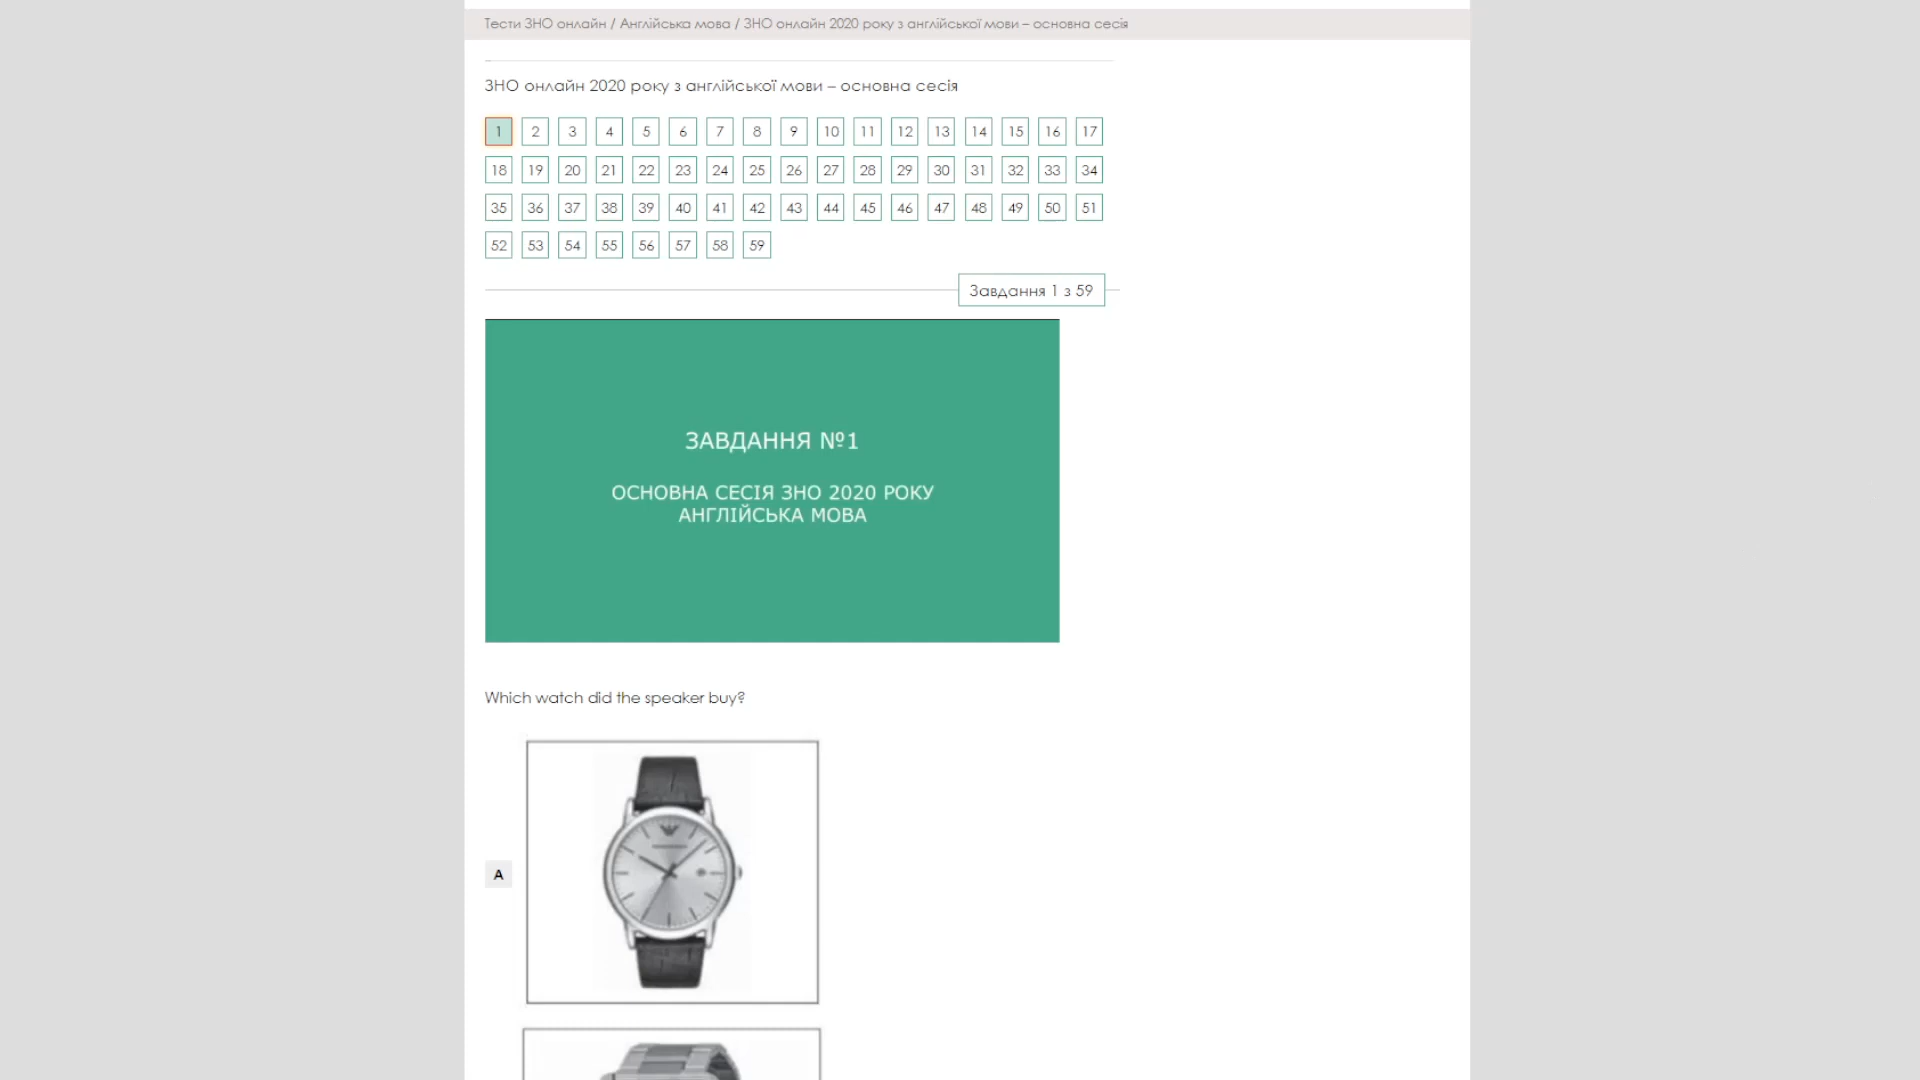 Тести ЗНО онлайн / Англійська мова / ЗНО онлайн 2020 року з англійської мови – основна сесія
ЗНО онлайн 2020 року з англійської мови – основна сесія
1 2 3 4 5 6 7 8 9 10 11 12 13 14 15 16 17
18 19 20 21 22 23 24 25 26 27 28 29 30 31 32 33 34
35 36 37 38 39 40 41 42 43 44 45 46 47 48 49 50 51
52 53 54 55 56 57 58 59
Завдання 1 з 59
ЗАВДАННЯ №1
ОСНОВНА СЕСІЯ ЗНО 2020 РОКУ
АНГЛІЙСЬКА МОВА
Which watch did the speaker buy?
A